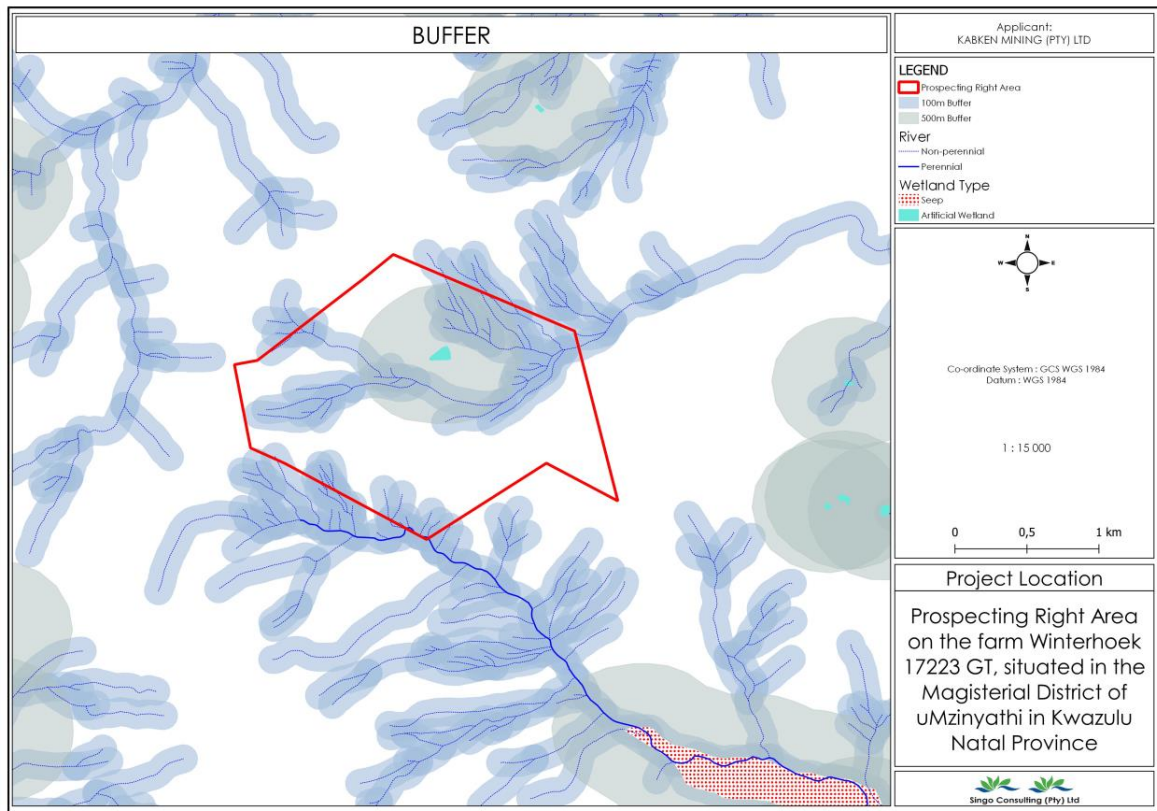 BUFFER
Applicant:
KABKEN MINING (PTY) LTD
LEGEND
Prospecting Right Area
100m Buffer
500m Buffer
River
Non-perennial
Perennial
Wetland Type
Seep
Artificial Wetland
N
W E
S
Co-ordinate System : GCS WGS 1984
Datum : WGS 1984
1 : 15 000
0 0,5 1 km
Project Location
Prospecting Right Area
on the farm Winterhoek
17223 GT, situated in the
Magisterial District of
uMzinyathi in Kwazulu
Natal Province
Singo Consulting (Pty) Ltd